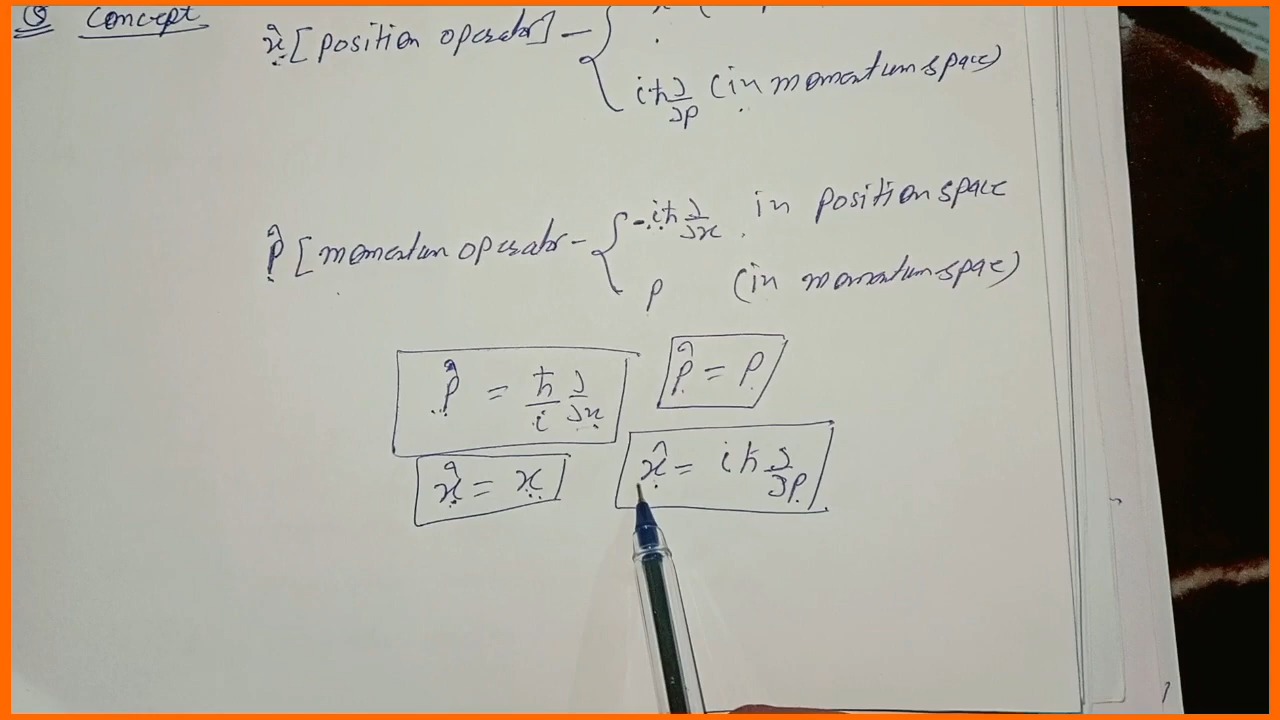 Q Concept
x̂ [position operator] — {
iħ ∂/∂p (in momentum space)
p̂ [momentum operator - { -iħ ∂/∂x in position space
p (in momentum space)
p̂ = ħ/i ∂/∂x
p̂ = p
x̂ = x
x̂ = iħ ∂/∂p